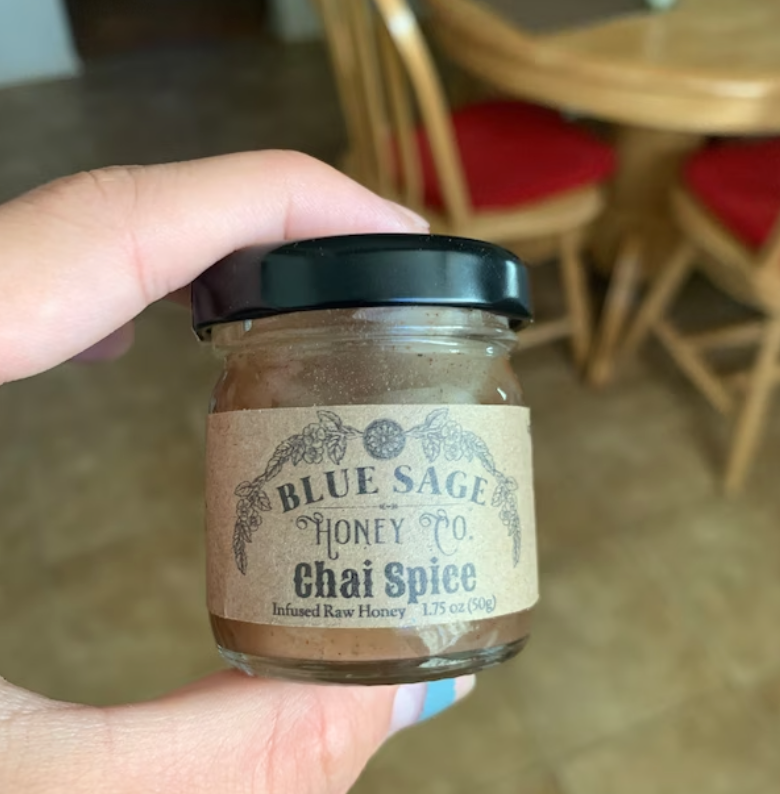 BLUE SAGE
HONEY CO.
Chai Spice
Infused Raw Honey 1.75 oz (50g)